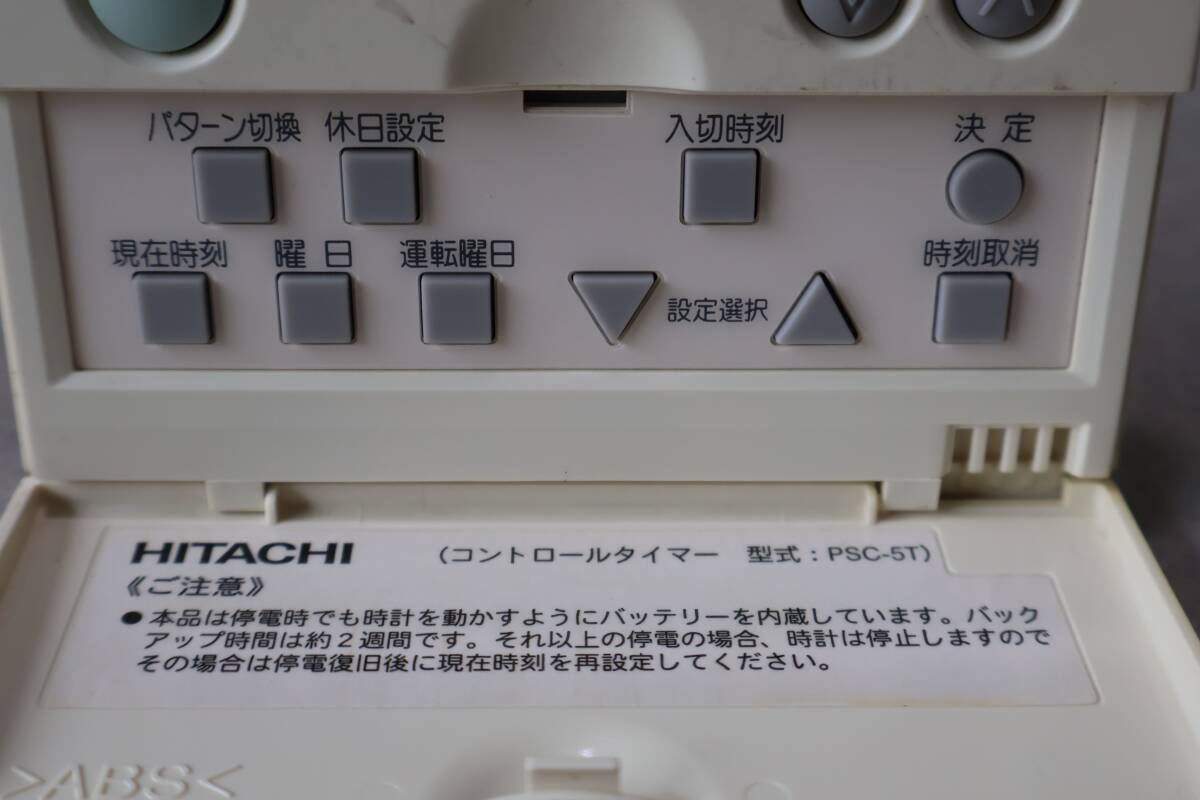 パターン切換 休日設定 入切時刻 決 定
現在時刻 曜 日 運転曜日 設定選択 時刻取消
HITACHI (コントロールタイマー 型式:PSC-5T)
《ご注意》
●本品は停電時でも時計を動かすようにバッテリーを内蔵しています。バック
アップ時間は約2週間です。それ以上の停電の場合、時計は停止しますので
その場合は停電復旧後に現在時刻を再設定してください。
>ABS<